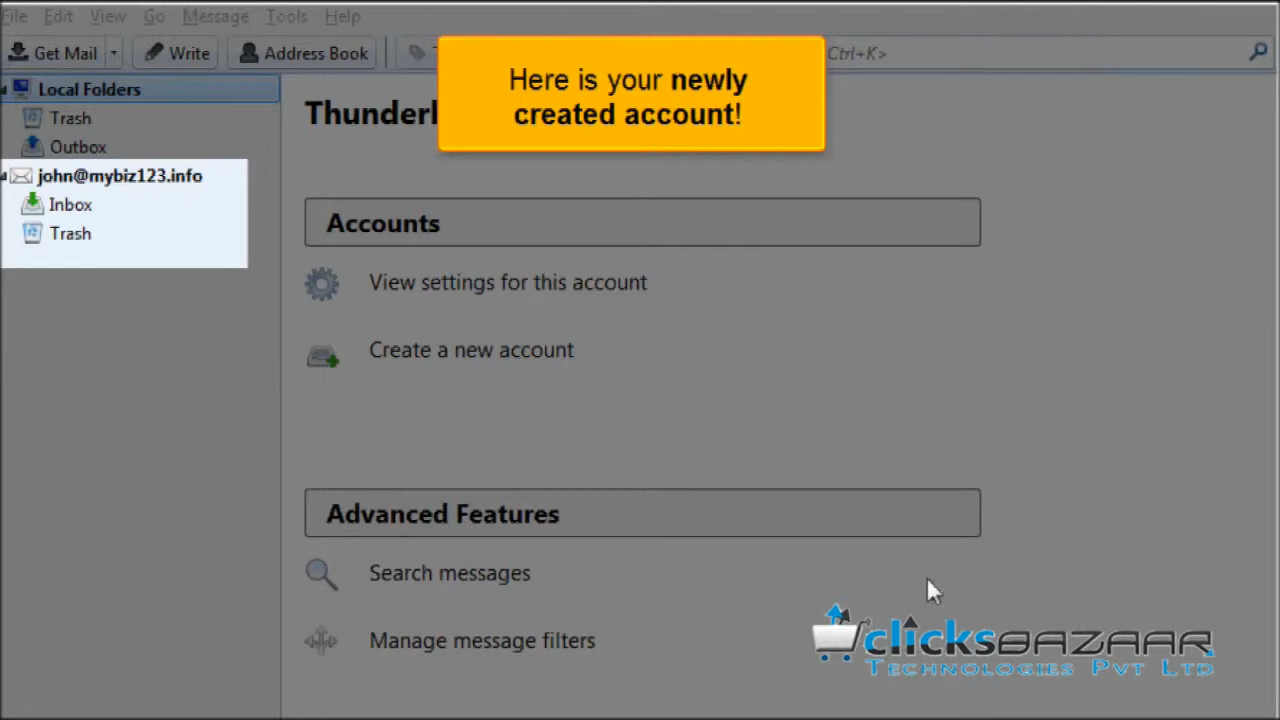 File Edit View Go Message Tools Help
Get Mail Write Address Book Ctrl+K>
Here is your newly
created account!
Local Folders
Trash
Outbox
john@mybiz123.info
Inbox
Trash
Accounts
View settings for this account
Create a new account
Advanced Features
Search messages
Manage message filters
clicksBAZAAR
Technologies Pvt Ltd